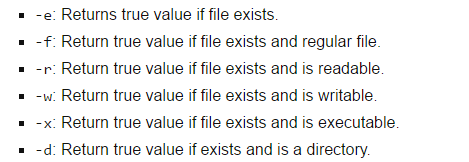 ▪ -e: Returns true value if file exists.
▪ -f: Return true value if file exists and regular file.
▪ -r: Return true value if file exists and is readable.
▪ -w: Return true value if file exists and is writable.
▪ -x: Return true value if file exists and is executable.
▪ -d: Return true value if exists and is a directory.